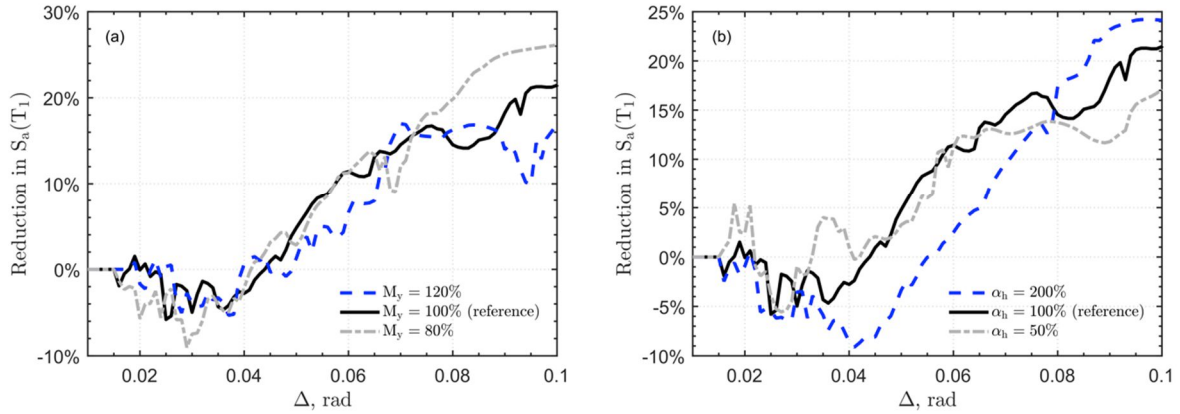 (a)
Reduction in Sa(T1)
30%
20%
10%
0%
-10%
My = 120%
My = 100% (reference)
My = 80%
0.02 0.04 0.06 0.08 0.1
Δ, rad
(b)
Reduction in Sa(T1)
25%
20%
15%
10%
5%
0%
-5%
-10%
αh = 200%
αh = 100% (reference)
αh = 50%
0.02 0.04 0.06 0.08 0.1
Δ, rad